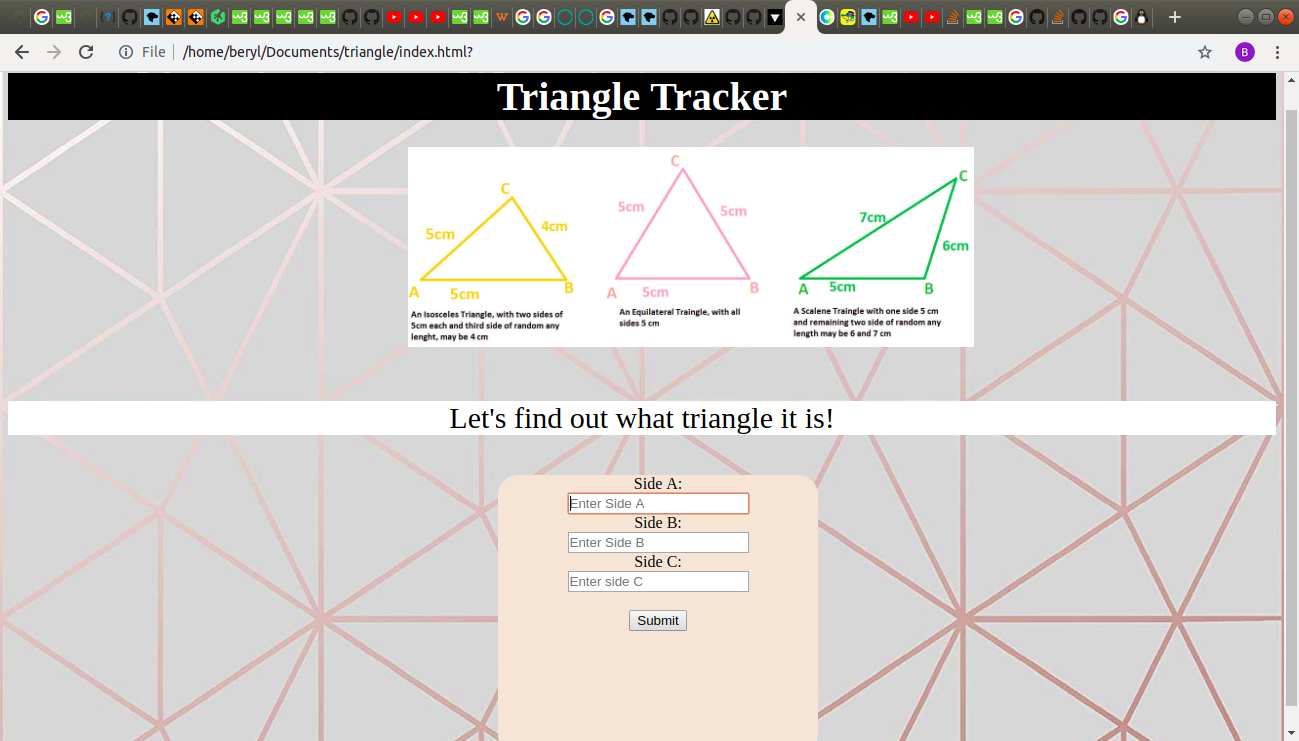 File /home/beryl/Documents/triangle/index.html?
B
Triangle Tracker
C
5cm
4cm
A
5cm
B
An Isosceles Triangle, with two sides of
5cm each and third side of random any
lenght, may be 4 cm
C
5cm
5cm
A
5cm
B
An Equilateral Traingle, with all
sides 5 cm
C
7cm
6cm
A
5cm
B
A Scalene Traingle with one side 5 cm
and remaining two side of random any
length may be 6 and 7 cm
Let's find out what triangle it is!
Side A:
Enter Side A
Side B:
Enter Side B
Side C:
Enter side C
Submit